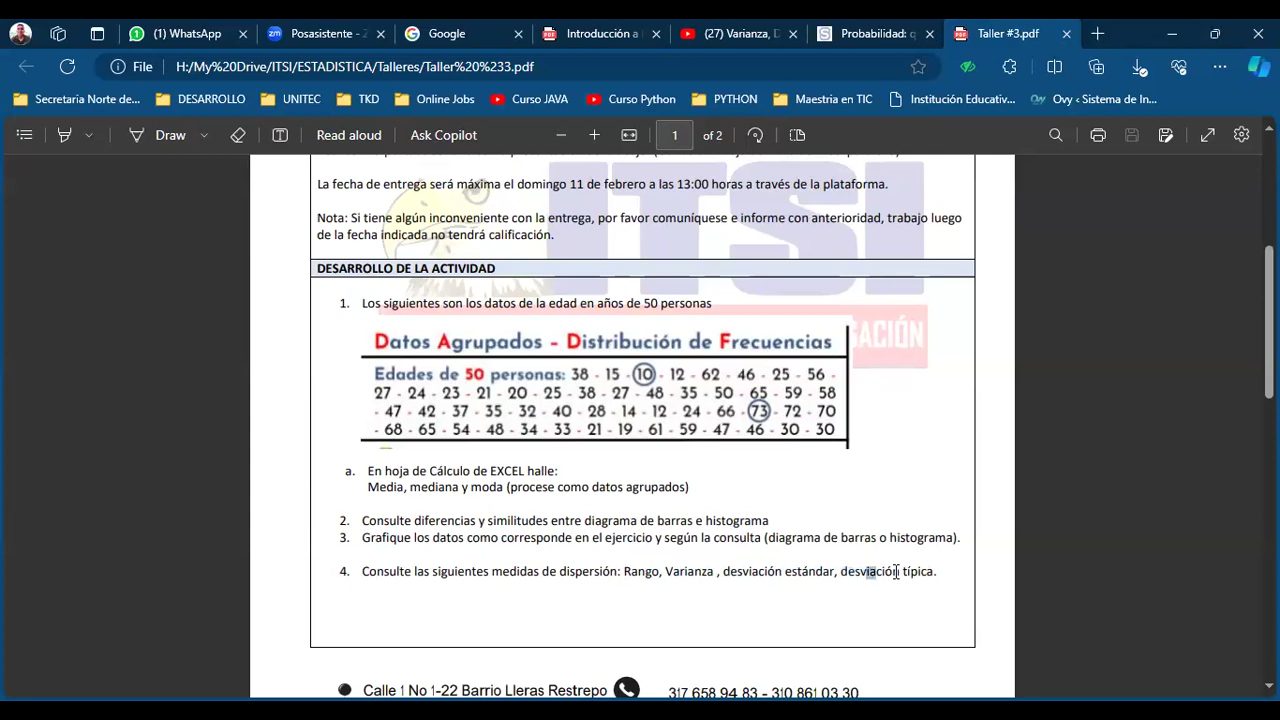 (1) WhatsApp
Posasistente - Z
Google
Introducción a
(27) Varianza, D
Probabilidad: q
Taller #3.pdf
File
H:/My%20Drive/ITSI/ESTADISTICA/Talleres/Taller%20%233.pdf
Secretaria Norte de...
DESARROLLO
UNITEC
TKD
Online Jobs
Curso JAVA
Curso Python
PYTHON
Maestria en TIC
Institución Educativ...
Ovy ‹ Sistema de In...
Draw
Read aloud
Ask Copilot
1 of 2
La fecha de entrega será máxima el domingo 11 de febrero a las 13:00 horas a través de la plataforma.
Nota: Si tiene algún inconveniente con la entrega, por favor comuníquese e informe con anterioridad, trabajo luego
de la fecha indicada no tendrá calificación.
ITSI
DESARROLLO DE LA ACTIVIDAD
1. Los siguientes son los datos de la edad en años de 50 personas
Datos Agrupados - Distribución de Frecuencias
Edades de 50 personas: 38 - 15 - 10 - 12 - 62 - 46 - 25 - 56 -
27 - 24 - 23 - 21 - 20 - 25 - 38 - 27 - 48 - 35 - 50 - 65 - 59 - 58
- 47 - 42 - 37 - 35 - 32 - 40 - 28 - 14 - 12 - 24 - 66 - 73 - 72 - 70
- 68 - 65 - 54 - 48 - 34 - 33 - 21 - 19 - 61 - 59 - 47 - 46 - 30 - 30
a. En hoja de Cálculo de EXCEL halle:
Media, mediana y moda (procese como datos agrupados)
2. Consulte diferencias y similitudes entre diagrama de barras e histograma
3. Grafique los datos como corresponde en el ejercicio y según la consulta (diagrama de barras o histograma).
4. Consulte las siguientes medidas de dispersión: Rango, Varianza , desviación estándar, desviación típica.
Calle 1 No 1-22 Barrio Lleras Restrepo
317 658 94 83 - 310 861 03 30